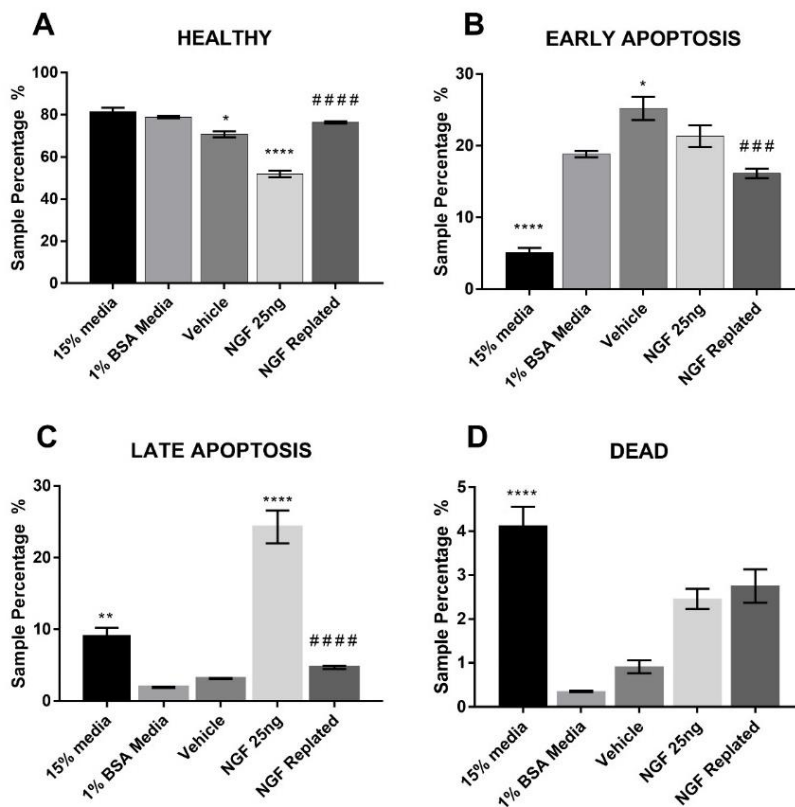 A
HEALTHY
Sample Percentage %
100
80
60
40
20
0
*
****
####
15% media
1% BSA Media
Vehicle
NGF 25ng
NGF Replated
B
EARLY APOPTOSIS
Sample Percentage %
30
20
10
0
****
*
###
15% media
1% BSA Media
Vehicle
NGF 25ng
NGF Replated
C
LATE APOPTOSIS
Sample Percentage %
30
20
10
0
**
****
####
15% media
1% BSA Media
Vehicle
NGF 25ng
NGF Replated
D
DEAD
Sample Percentage %
5
4
3
2
1
0
****
15% media
1% BSA Media
Vehicle
NGF 25ng
NGF Replated